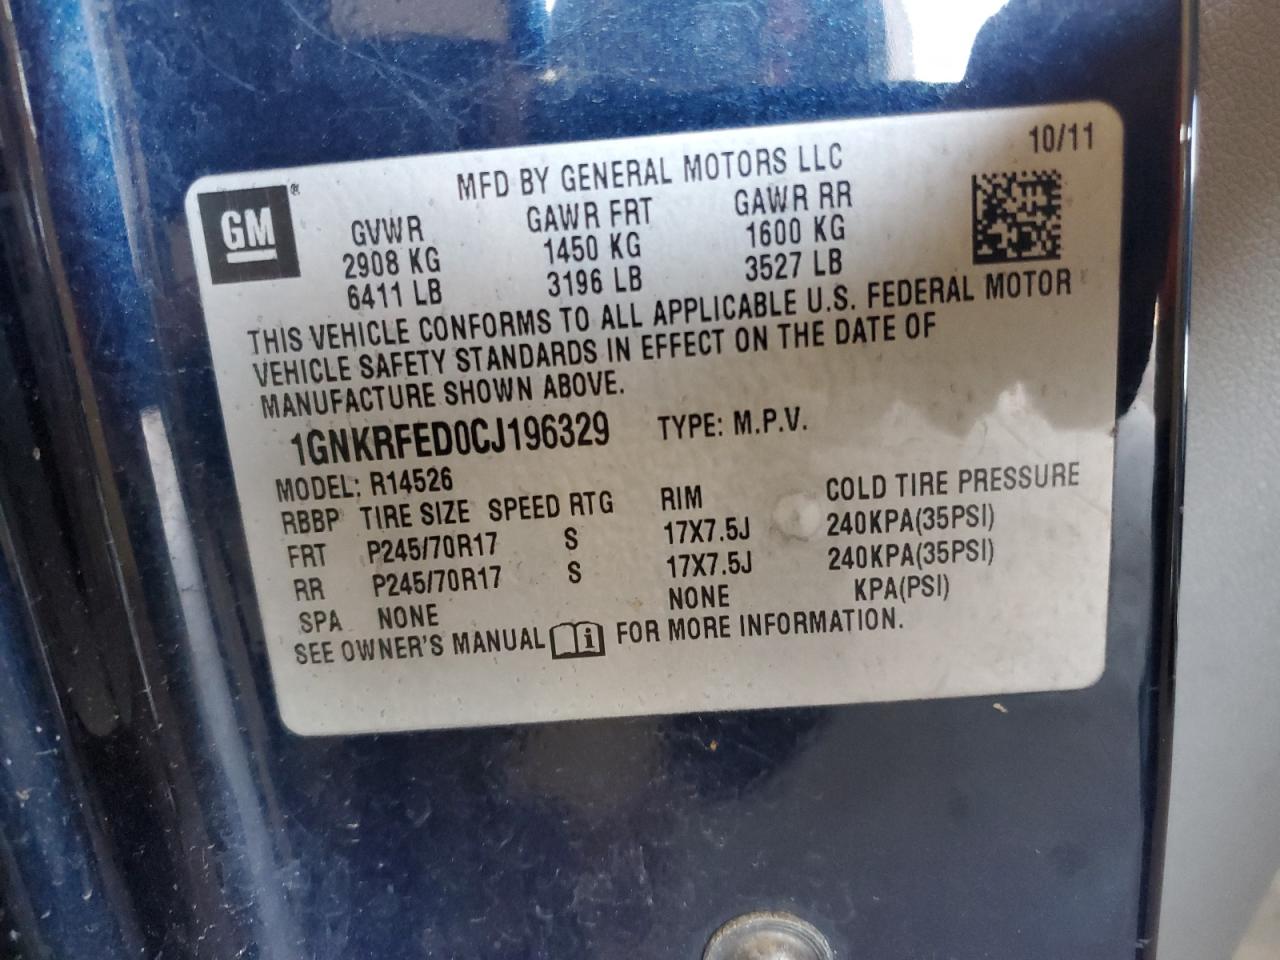 10/11
MFD BY GENERAL MOTORS LLC
GM®
GVWR GAWR FRT GAWR RR
2908 KG 1450 KG 1600 KG
6411 LB 3196 LB 3527 LB
THIS VEHICLE CONFORMS TO ALL APPLICABLE U.S. FEDERAL MOTOR
VEHICLE SAFETY STANDARDS IN EFFECT ON THE DATE OF
MANUFACTURE SHOWN ABOVE.
1GNKRFED0CJ196329 TYPE: M.P.V.
MODEL: R14526
RBBP TIRE SIZE SPEED RTG RIM COLD TIRE PRESSURE
FRT P245/70R17 S 17X7.5J 240KPA(35PSI)
RR P245/70R17 S 17X7.5J 240KPA(35PSI)
SPA NONE NONE KPA(PSI)
SEE OWNER'S MANUAL i FOR MORE INFORMATION.